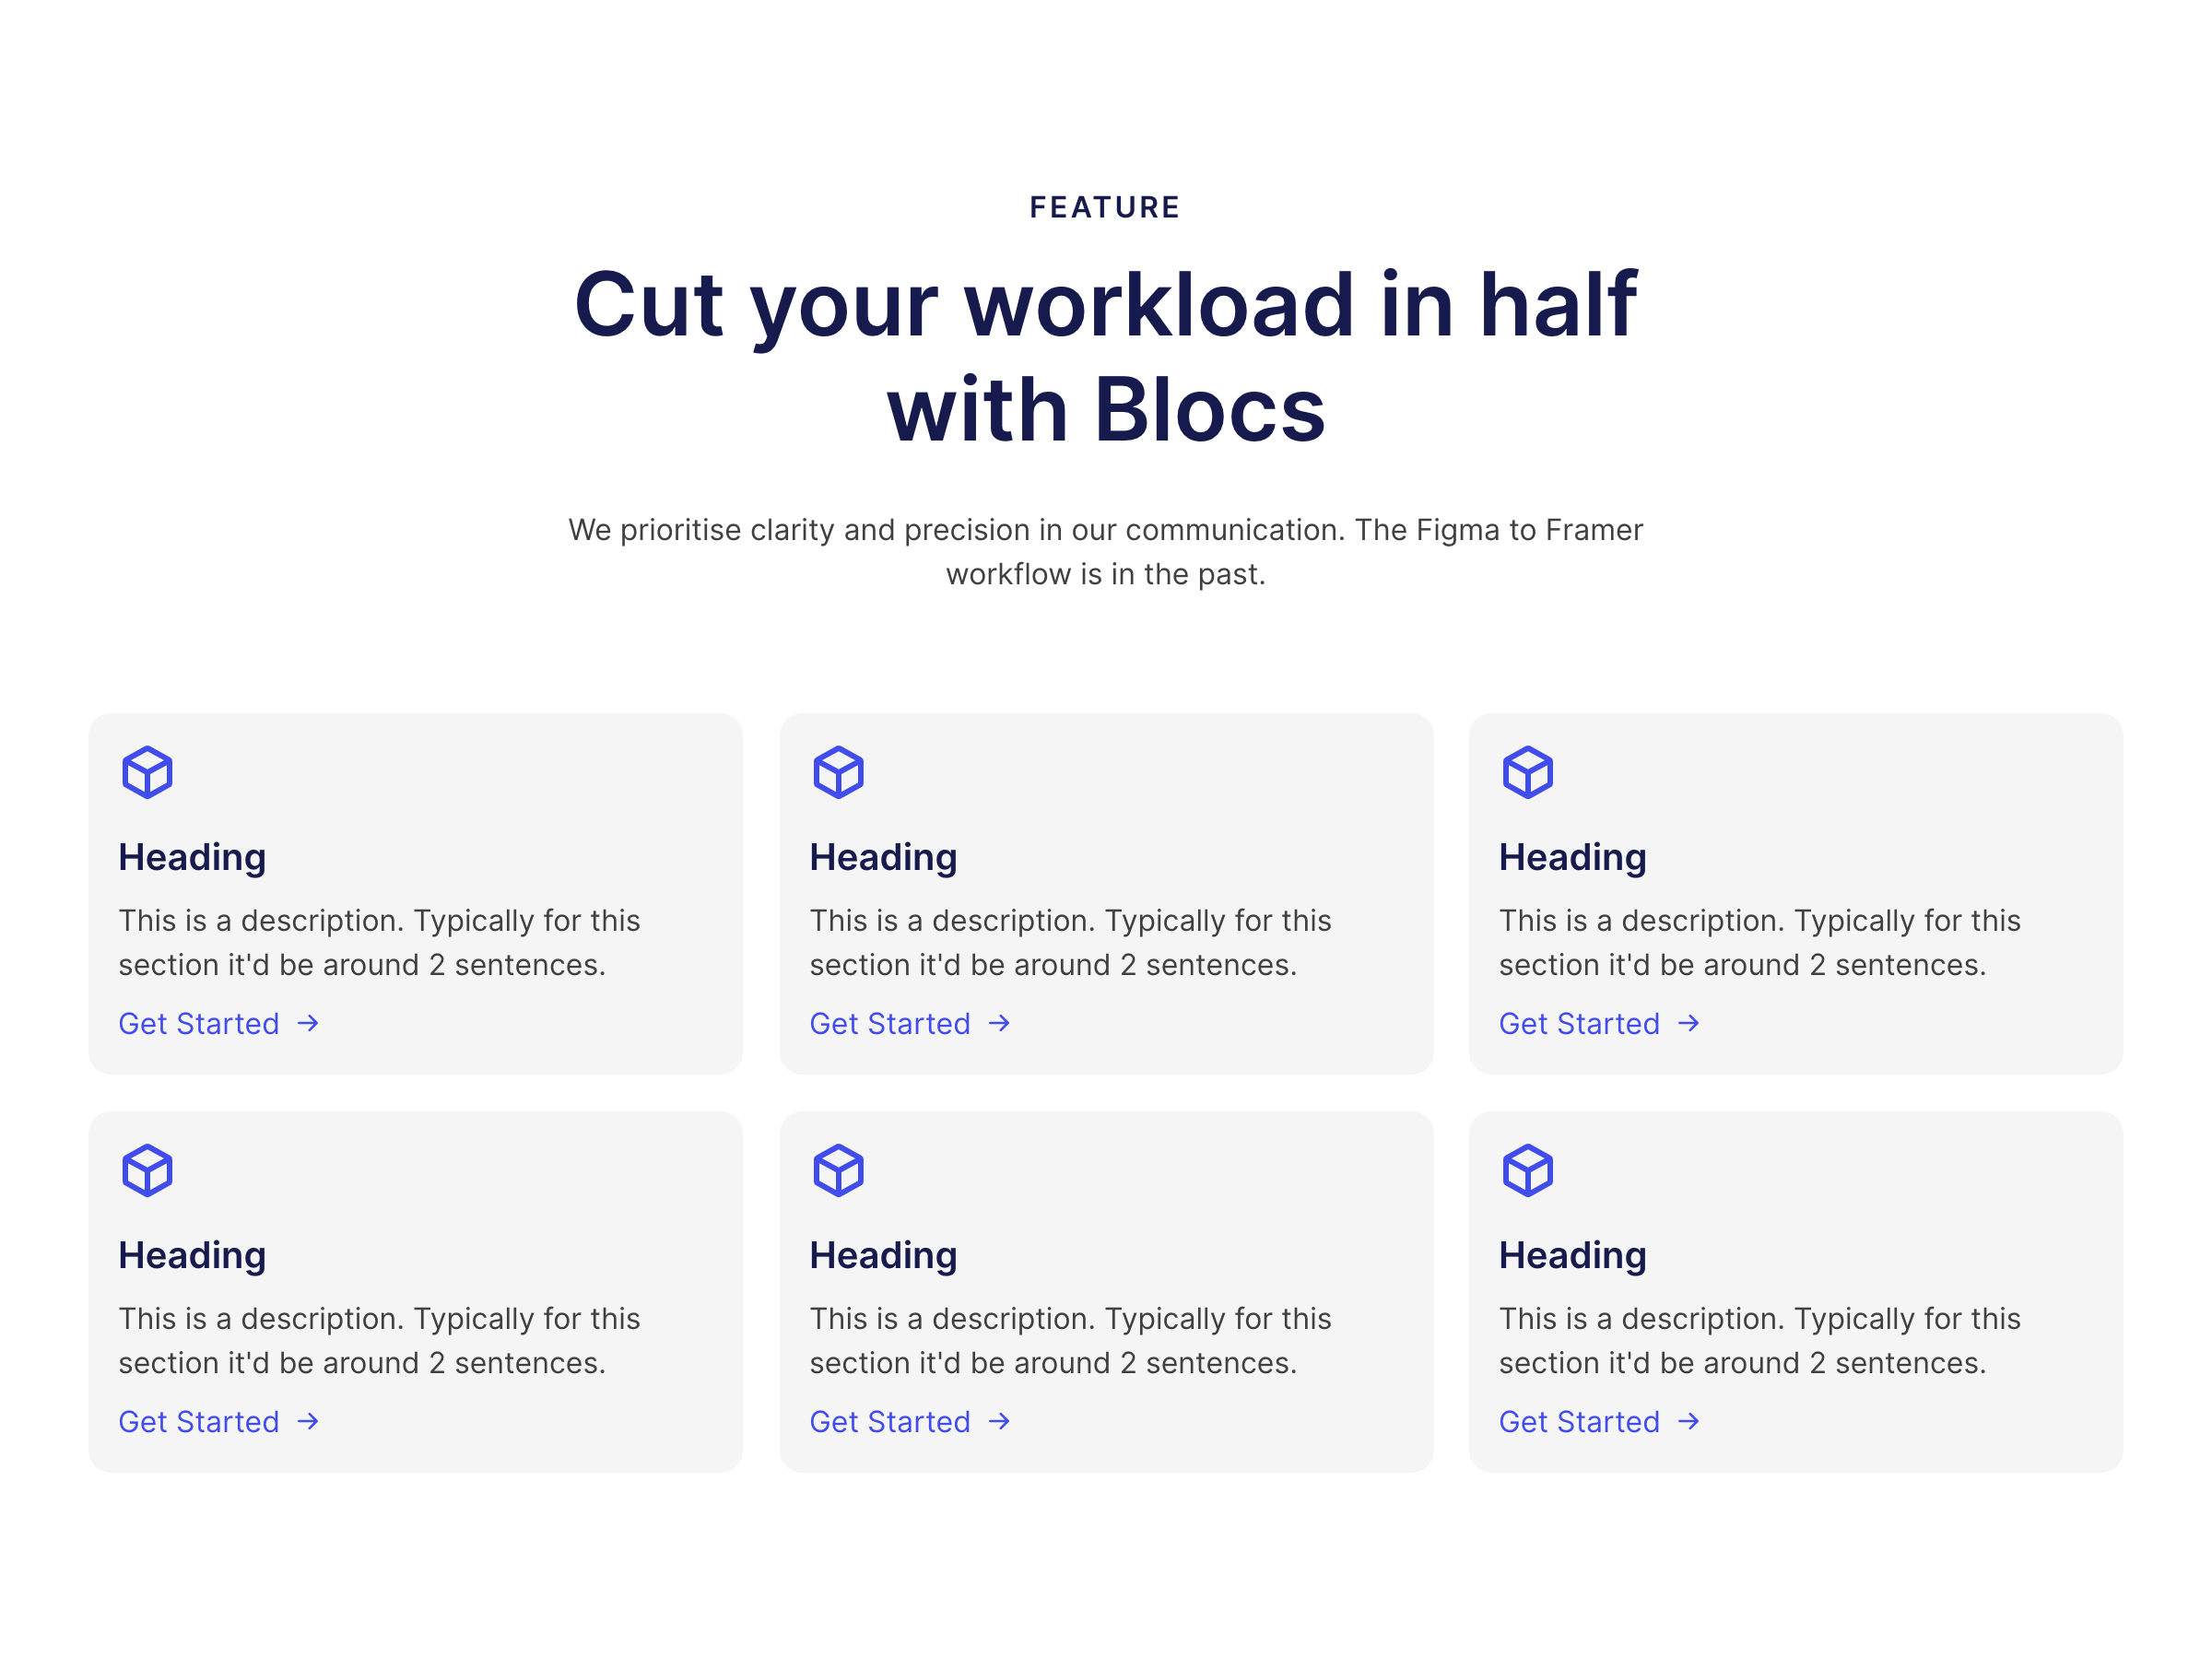 FEATURE
Cut your workload in half
with Blocs
We prioritise clarity and precision in our communication. The Figma to Framer
workflow is in the past.
Heading
This is a description. Typically for this
section it'd be around 2 sentences.
Get Started →
Heading
This is a description. Typically for this
section it'd be around 2 sentences.
Get Started →
Heading
This is a description. Typically for this
section it'd be around 2 sentences.
Get Started →
Heading
This is a description. Typically for this
section it'd be around 2 sentences.
Get Started →
Heading
This is a description. Typically for this
section it'd be around 2 sentences.
Get Started →
Heading
This is a description. Typically for this
section it'd be around 2 sentences.
Get Started →